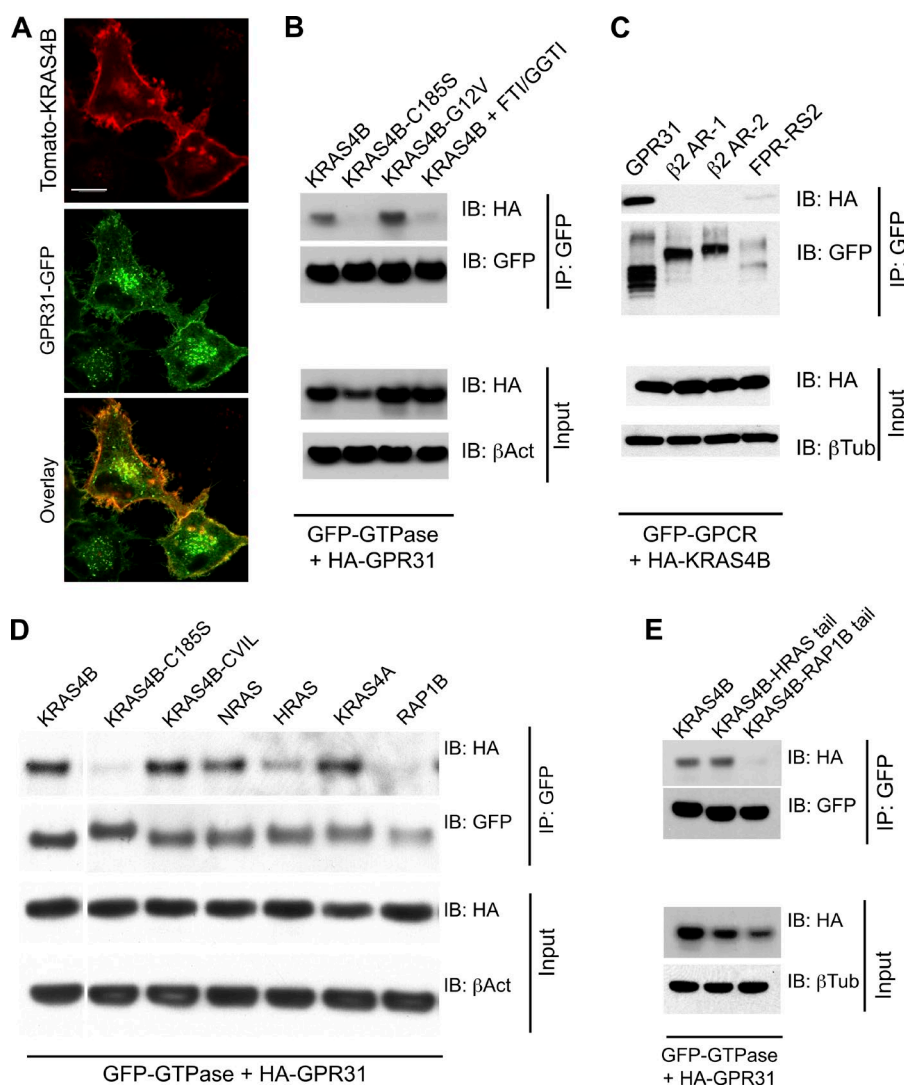 A
Tomato-KRAS4B
GPR31-GFP
Overlay
B
KRAS4B
KRAS4B-C185S
KRAS4B-G12V
KRAS4B + FTI/GGTI
IB: HA
IB: GFP
IP: GFP
IB: HA
IB: βAct
Input
GFP-GTPase
+ HA-GPR31
C
GPR31
β2 AR-1
β2 AR-2
FPR-RS2
IB: HA
IB: GFP
IP: GFP
IB: HA
IB: βTub
Input
GFP-GPCR
+ HA-KRAS4B
D
KRAS4B
KRAS4B-C185S
KRAS4B-CVIL
NRAS
HRAS
KRAS4A
RAP1B
IB: HA
IB: GFP
IP: GFP
IB: HA
IB: βAct
Input
GFP-GTPase + HA-GPR31
E
KRAS4B
KRAS4B-HRAS tail
KRAS4B-RAP1B tail
IB: HA
IB: GFP
IP: GFP
IB: HA
IB: βTub
Input
GFP-GTPase
+ HA-GPR31